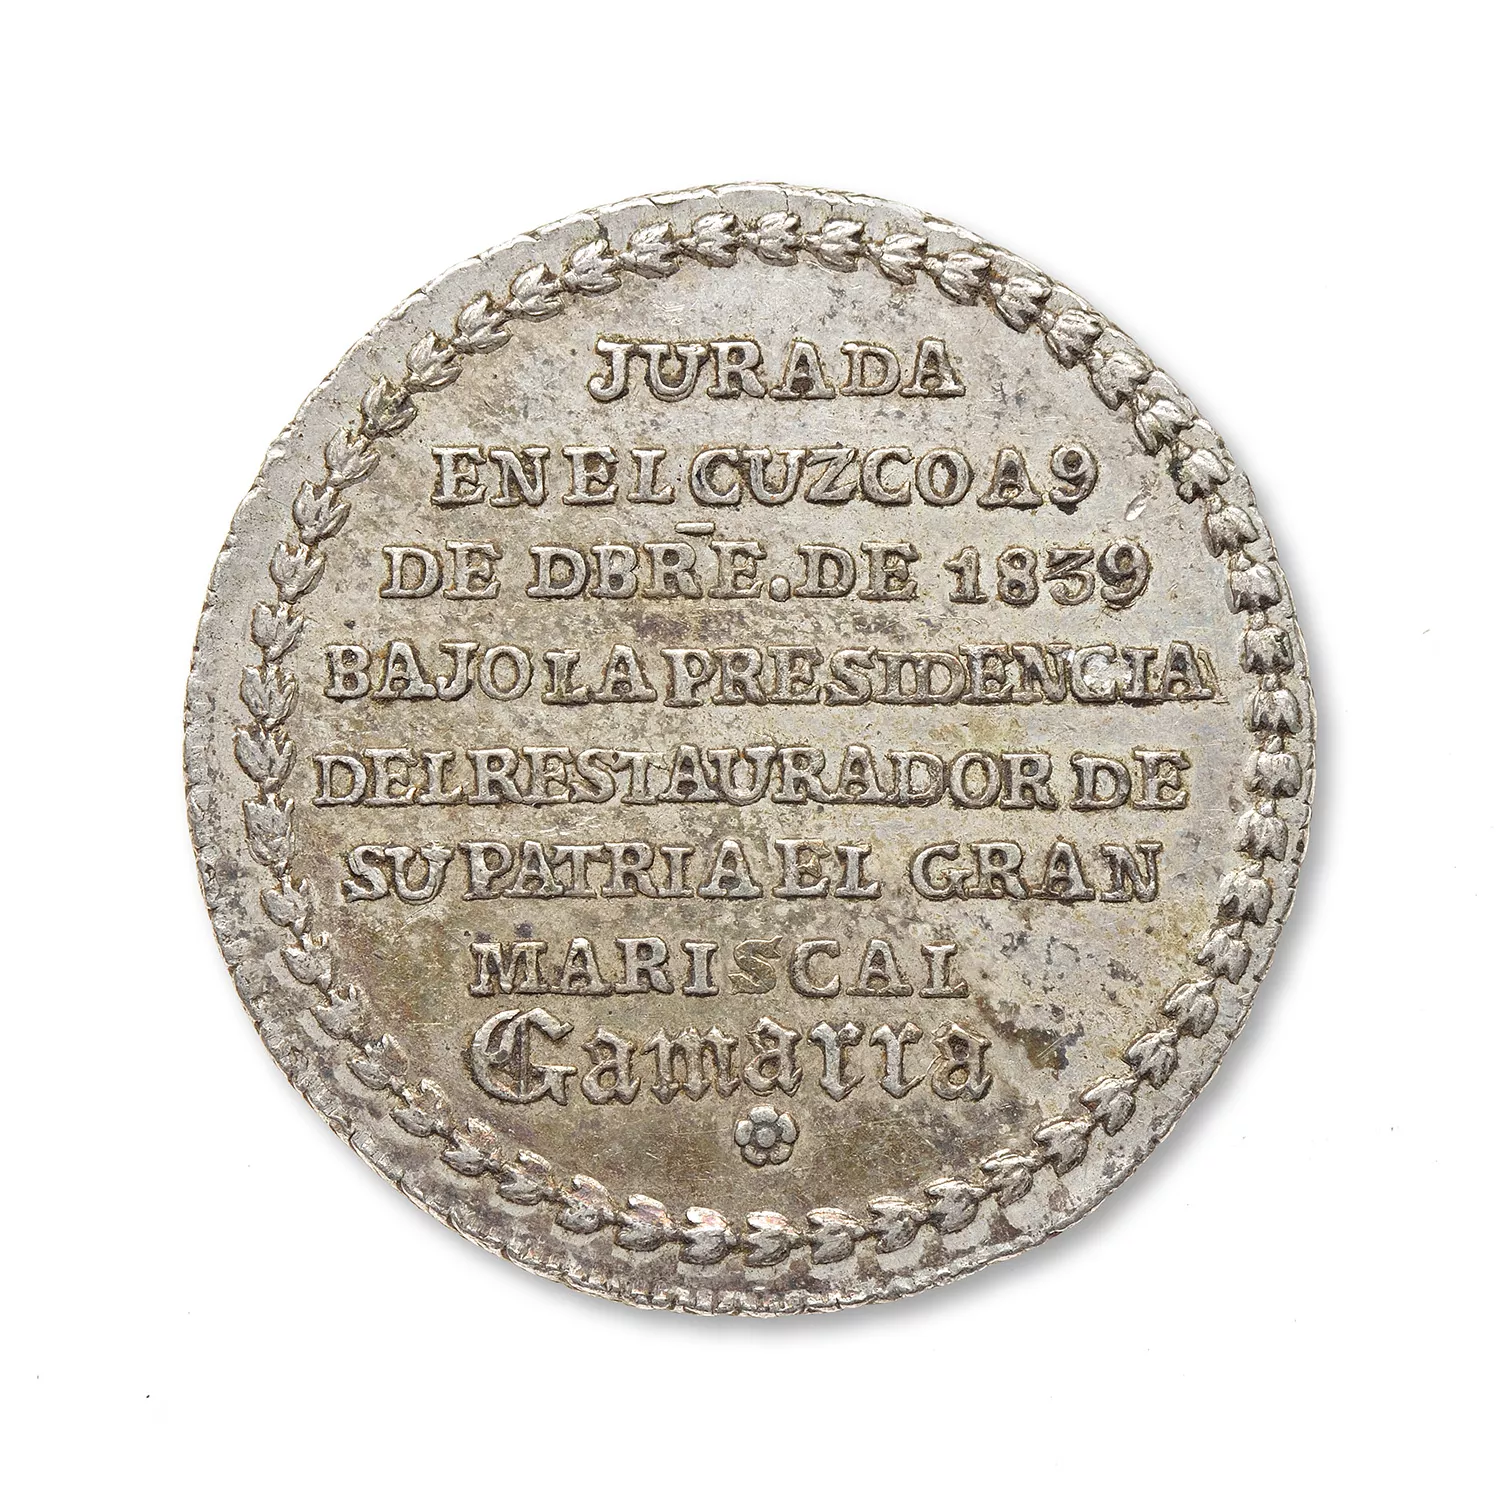 JURADA
EN EL CUZCO A 9
DE DBR̄E. DE 1839
BAJO LA PRESIDENCIA
DEL RESTAURADOR DE
SU PATRIA EL GRAN
MARISCAL
Gamarra